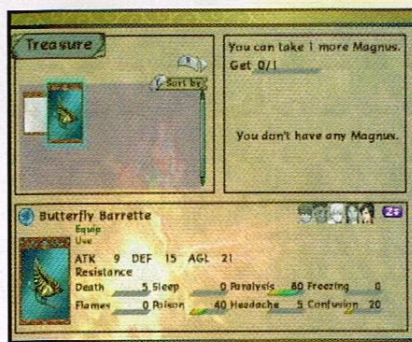 Treasure
Sort by
You can take 1 more Magnus.
Get 0/1
You don't have any Magnus.
Butterfly Barrette
Equip
Use
ATK 9 DEF 15 AGL 21
Resistance
Death 5 Sleep 0 Paralysis 80 Freezing 0
Flames 0 Poison 40 Headache 5 Confusion 20